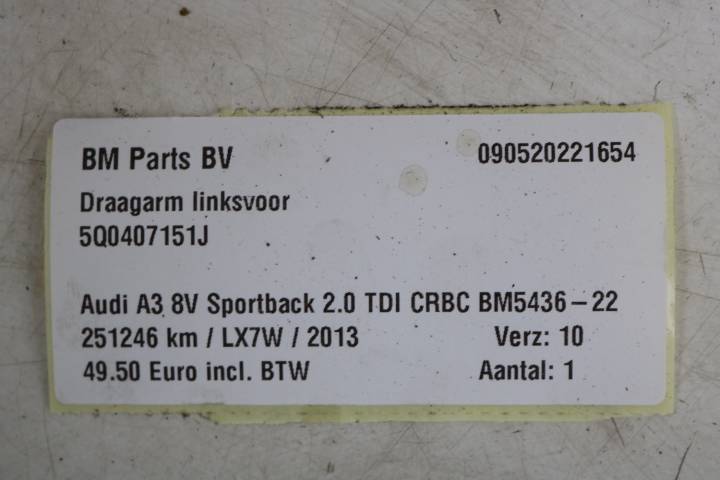 BM Parts BV 090520221654
Draagarm linksvoor
5Q0407151J
Audi A3 8V Sportback 2.0 TDI CRBC BM5436-22
251246 km / LX7W / 2013 Verz: 10
49.50 Euro incl. BTW Aantal: 1